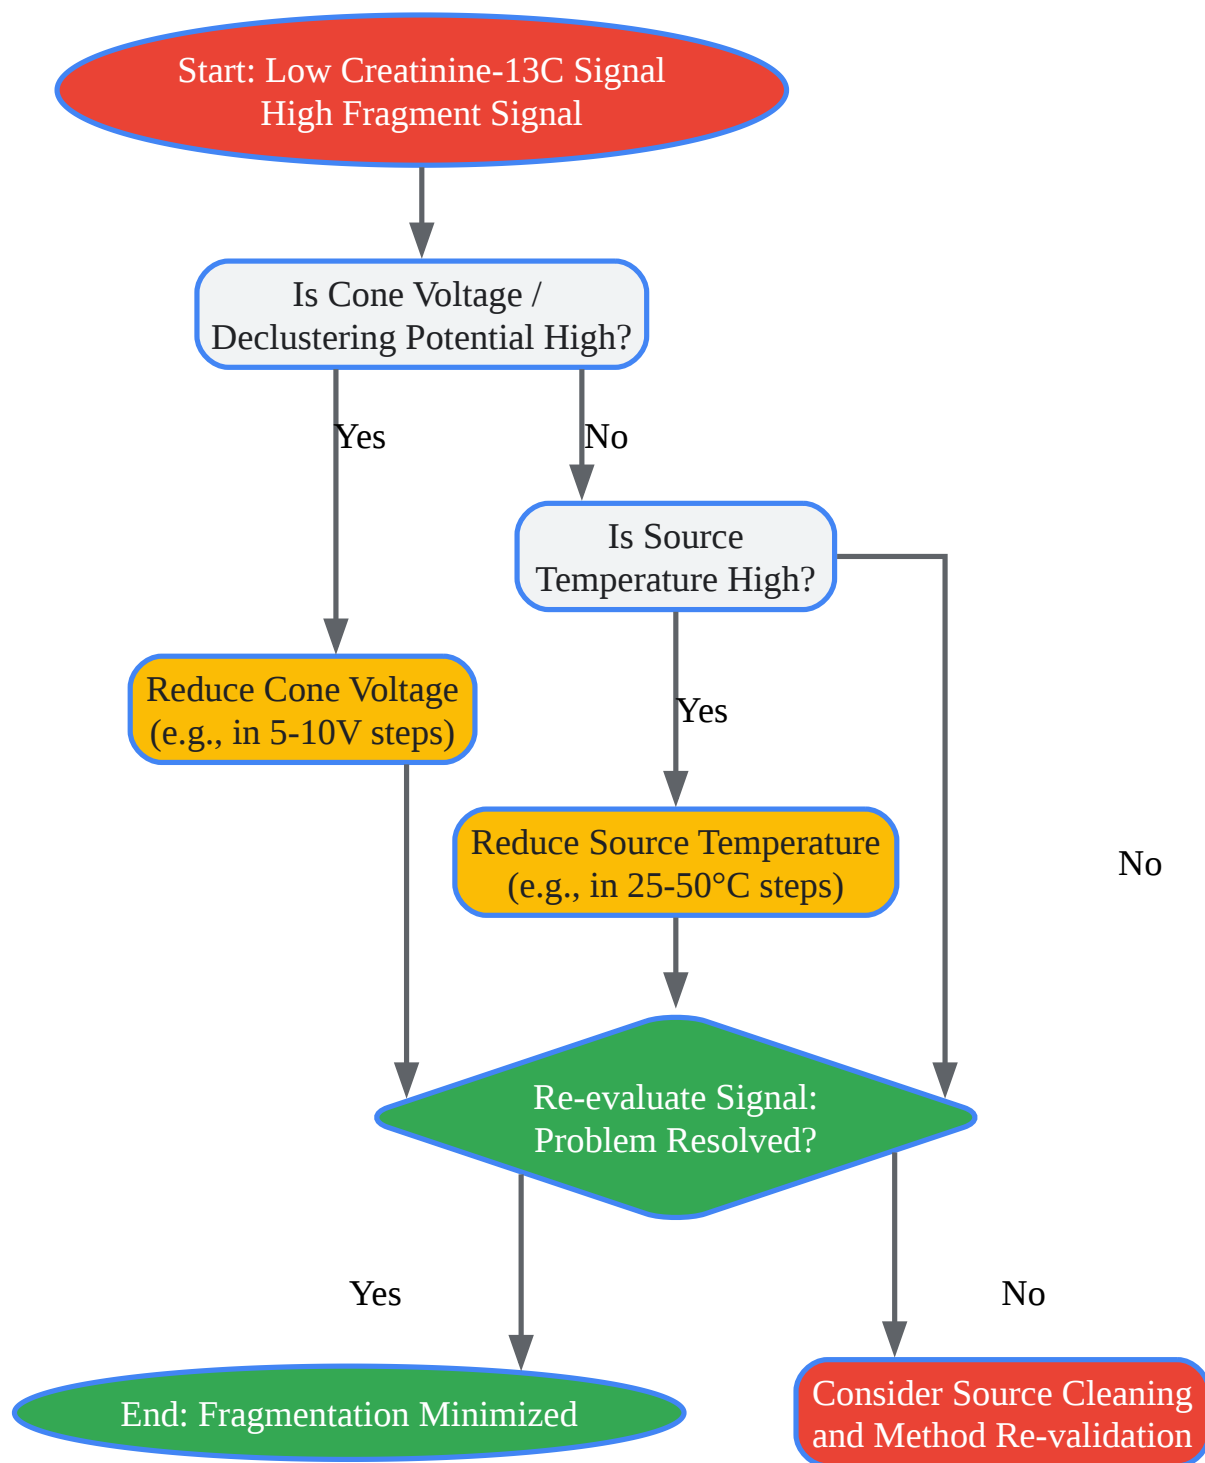 Start: Low Creatinine-13C Signal
High Fragment Signal
Is Cone Voltage /
Declustering Potential High?
Yes
No
Is Source
Temperature High?
Reduce Cone Voltage
(e.g., in 5-10V steps)
Yes
Reduce Source Temperature
(e.g., in 25-50°C steps)
No
Re-evaluate Signal:
Problem Resolved?
Yes
No
End: Fragmentation Minimized
Consider Source Cleaning
and Method Re-validation